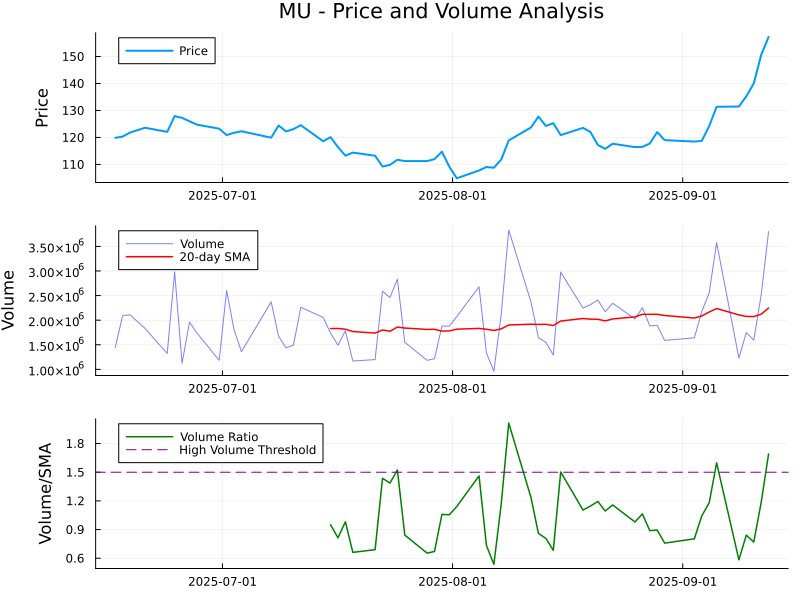 MU - Price and Volume Analysis
Price
Price
150
140
130
120
110
2025-07-01 2025-08-01 2025-09-01
Volume
Volume
20-day SMA
3.50×10⁶
3.00×10⁶
2.50×10⁶
2.00×10⁶
1.50×10⁶
1.00×10⁶
2025-07-01 2025-08-01 2025-09-01
Volume/SMA
Volume Ratio
High Volume Threshold
1.8
1.5
1.2
0.9
0.6
2025-07-01 2025-08-01 2025-09-01